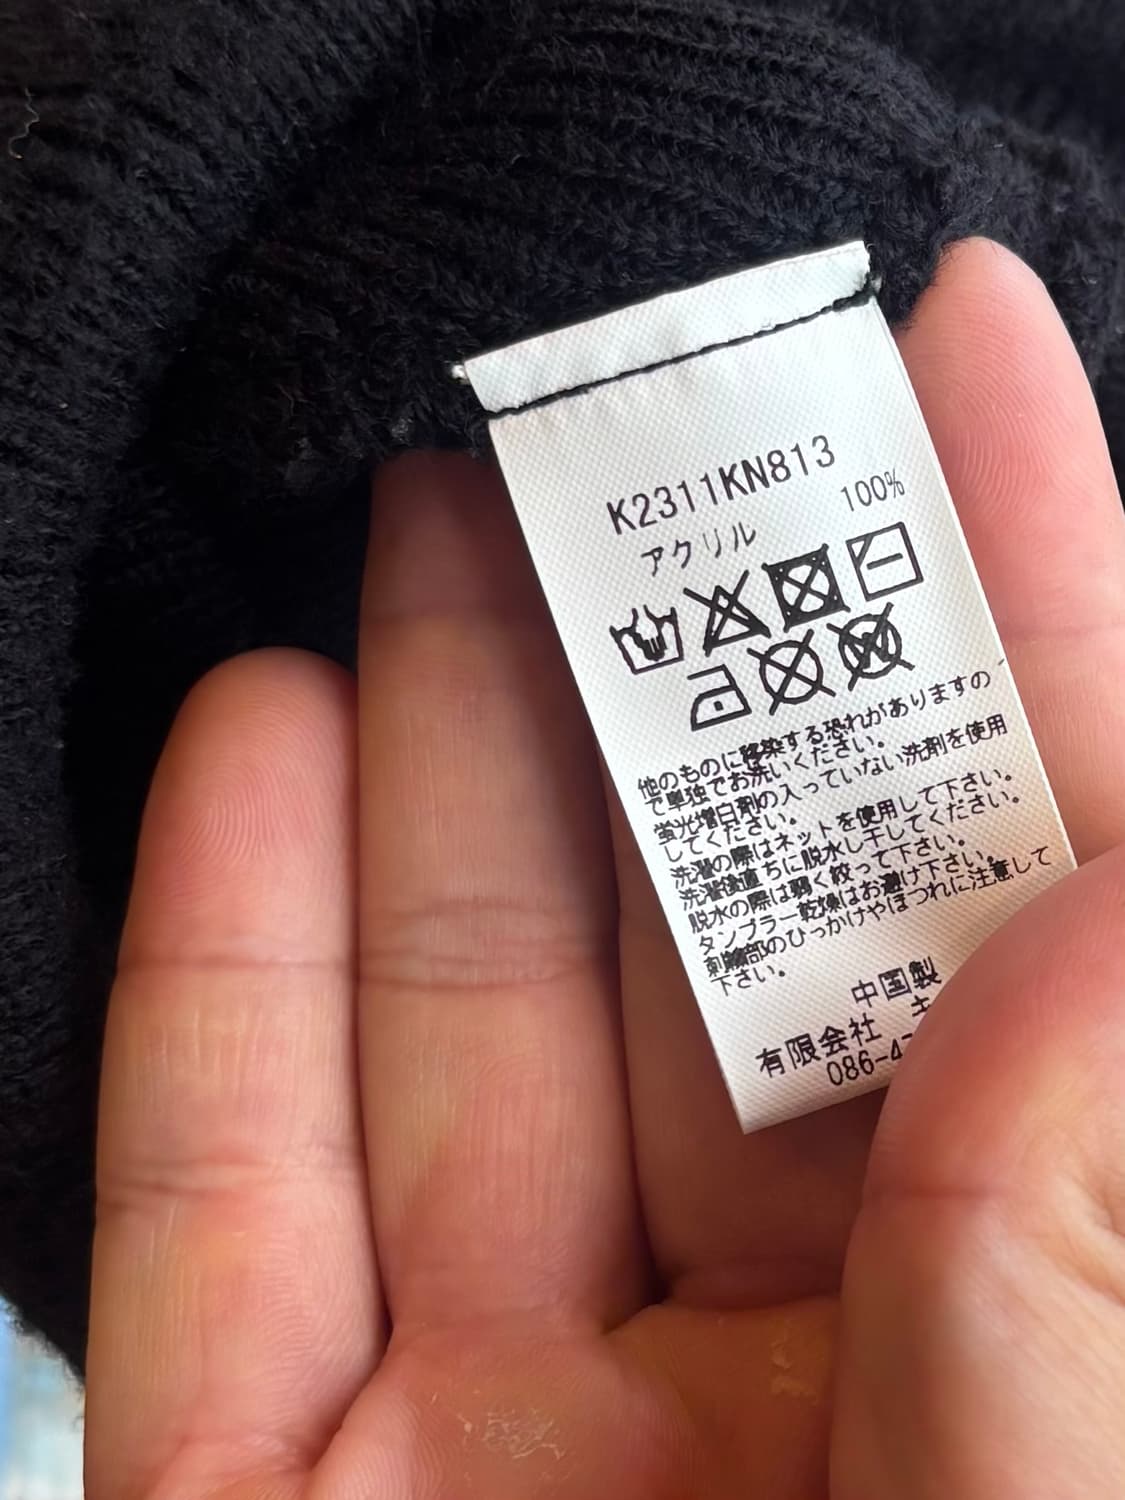 K2311KN813
アクリル 100%
他のものに移染する恐れがありますの
で単独でお洗いください。
蛍光増白剤の入っていない洗剤を使用
してください。
洗濯の際はネットを使用して下さい。
洗濯後直ちに脱水し干してください。
脱水の際は弱く絞って下さい。
タンブラー乾燥はお避け下さい。
刺繍部のひっかけやほつれに注意して
下さい。
中国製
有限会社
086-4